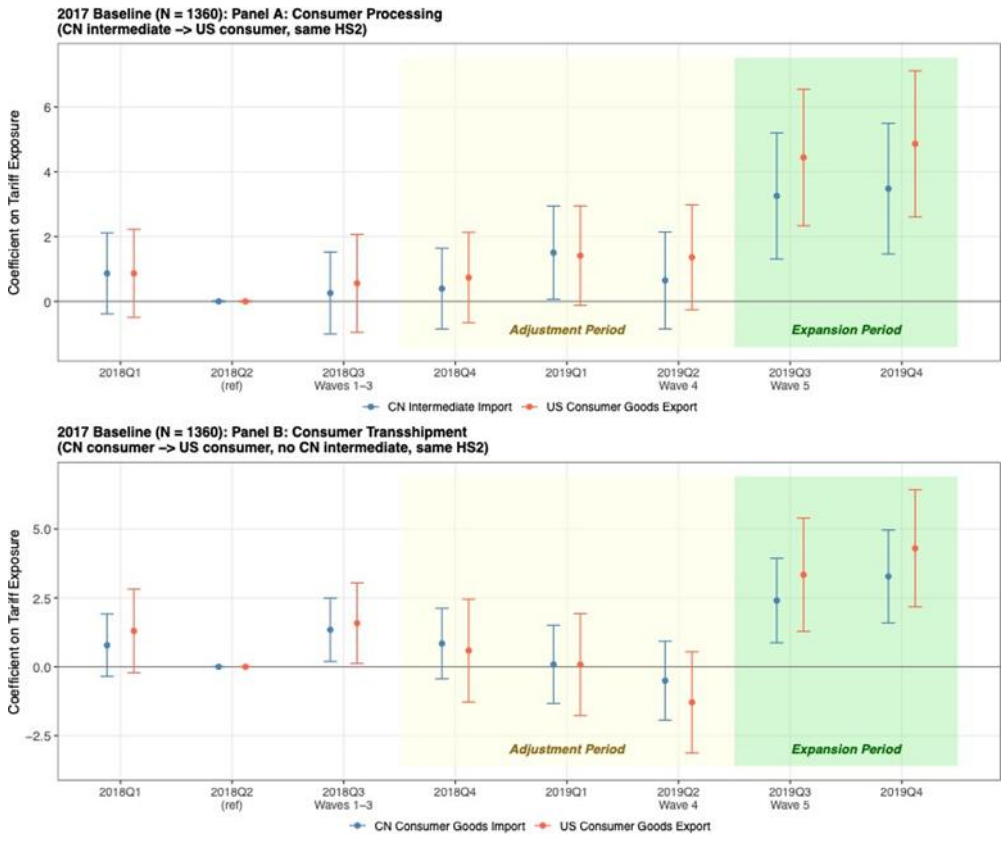 2017 Baseline (N = 1360): Panel A: Consumer Processing
(CN intermediate –> US consumer, same HS2)
Coefficient on Tariff Exposure
6
4
2
0
Adjustment Period
Expansion Period
2018Q1
2018Q2
(ref)
2018Q3
Waves 1–3
2018Q4
2019Q1
2019Q2
Wave 4
2019Q3
Wave 5
2019Q4
CN Intermediate Import
US Consumer Goods Export
2017 Baseline (N = 1360): Panel B: Consumer Transshipment
(CN consumer –> US consumer, no CN intermediate, same HS2)
Coefficient on Tariff Exposure
5.0
2.5
0.0
−2.5
Adjustment Period
Expansion Period
2018Q1
2018Q2
(ref)
2018Q3
Waves 1–3
2018Q4
2019Q1
2019Q2
Wave 4
2019Q3
Wave 5
2019Q4
CN Consumer Goods Import
US Consumer Goods Export